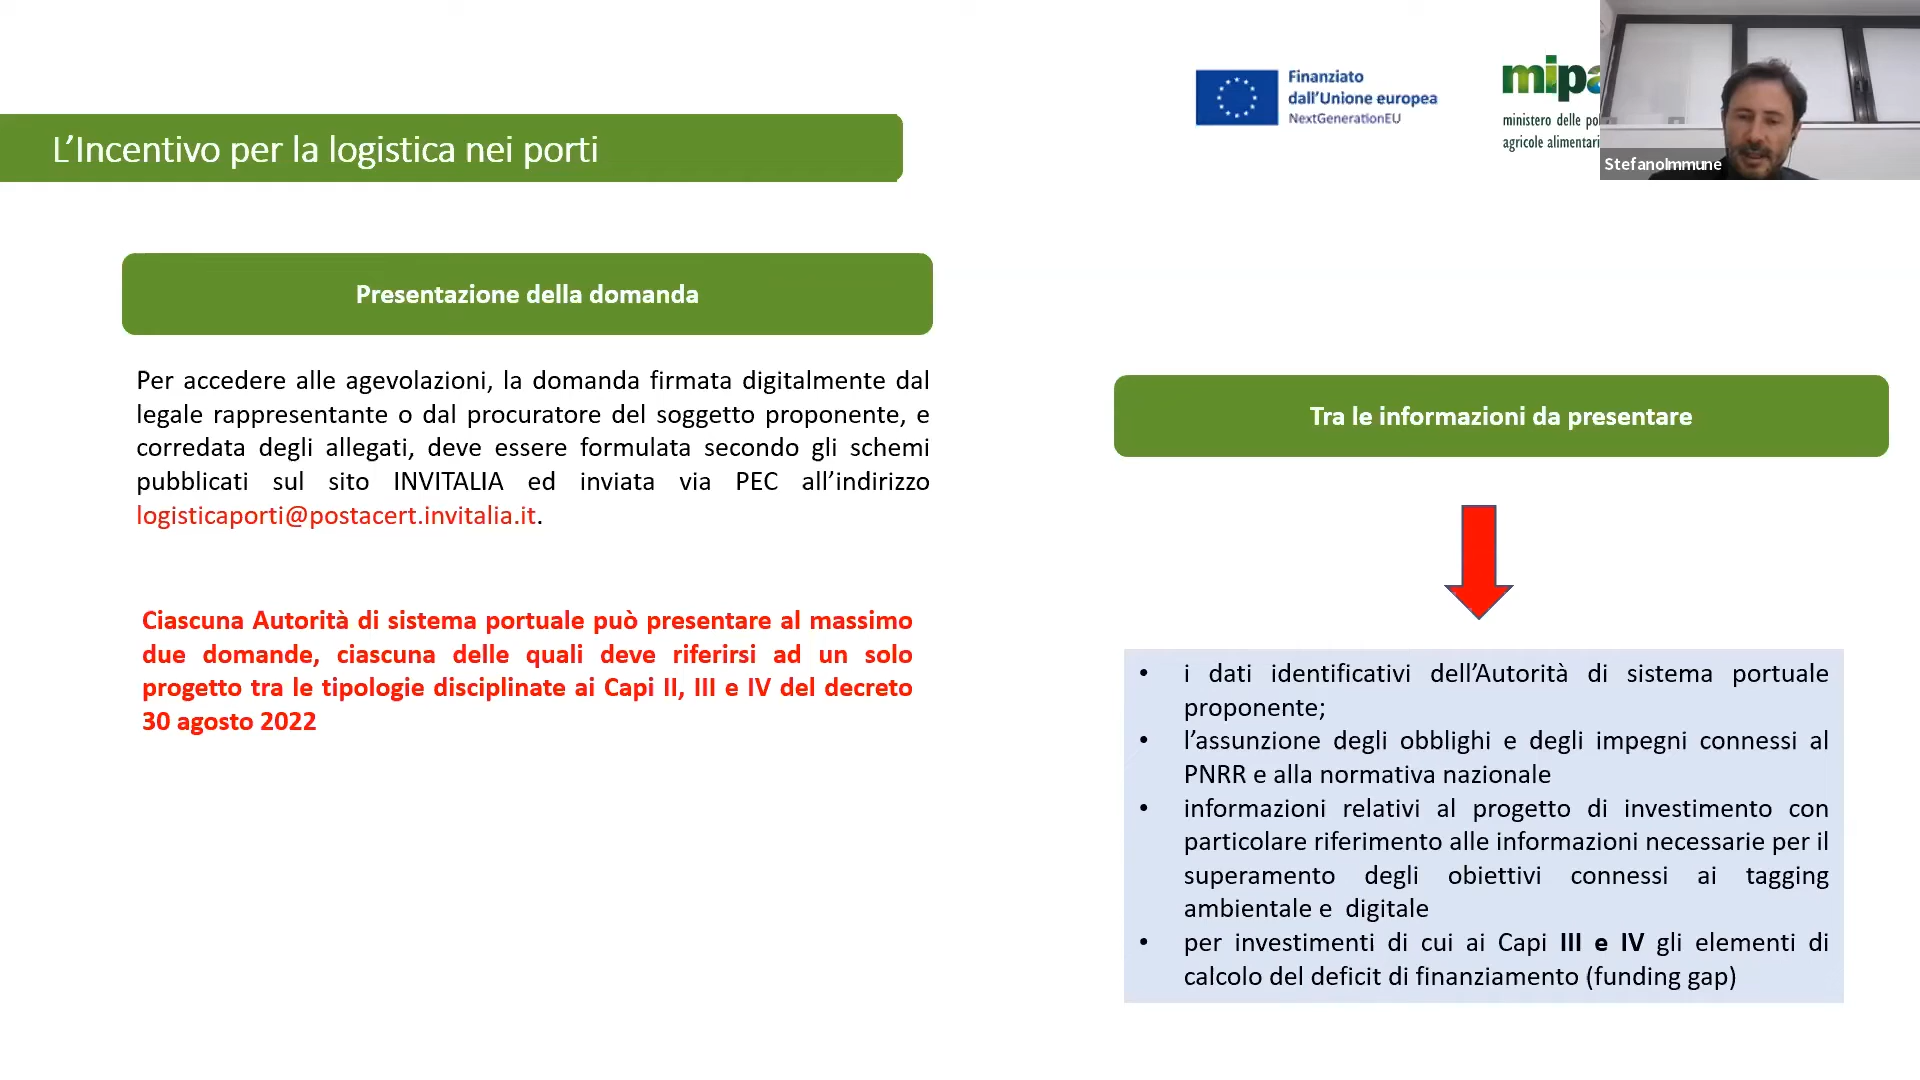 L'Incentivo per la logistica nei porti
Finanziato
dall'Unione europea
NextGenerationEU
ministero delle
agricole
StefanoImmune
Presentazione della domanda
Per accedere alle agevolazioni, la domanda firmata digitalmente dal
legale rappresentante o dal procuratore del soggetto proponente, e
corredata degli allegati, deve essere formulata secondo gli schemi
pubblicati sul sito INVITALIA ed inviata via PEC all'indirizzo
logisticaporti@postacert.invitalia.it.
Ciascuna Autorità di sistema portuale può presentare al massimo
due domande, ciascuna delle quali deve riferirsi ad un solo
progetto tra le tipologie disciplinate ai Capi II, III e IV del decreto
30 agosto 2022
Tra le informazioni da presentare
• i dati identificativi dell'Autorità di sistema portuale
proponente;
• l'assunzione degli obblighi e degli impegni connessi al
PNRR e alla normativa nazionale
• informazioni relativi al progetto di investimento con
particolare riferimento alle informazioni necessarie per il
superamento degli obiettivi connessi ai tagging
ambientale e digitale
• per investimenti di cui ai Capi III e IV gli elementi di
calcolo del deficit di finanziamento (funding gap)